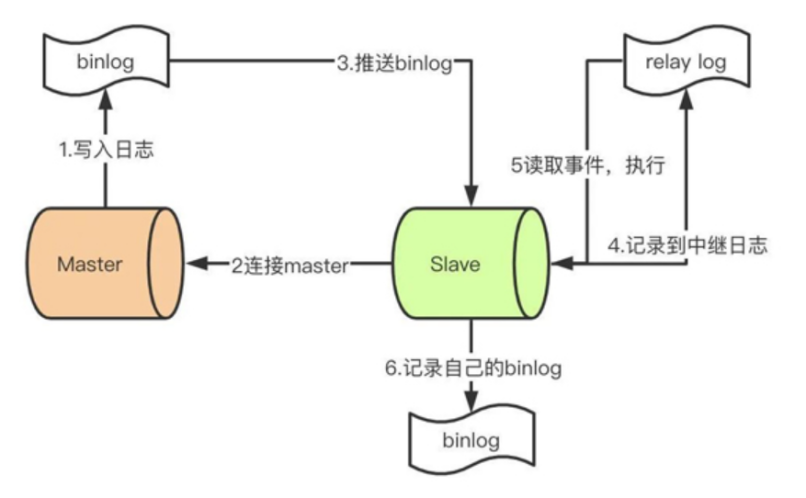 binlog
relay log
3.推送binlog
1.写入日志
5读取事件，执行
4.记录到中继日志
Master
2连接master
Slave
6.记录自己的binlog
binlog